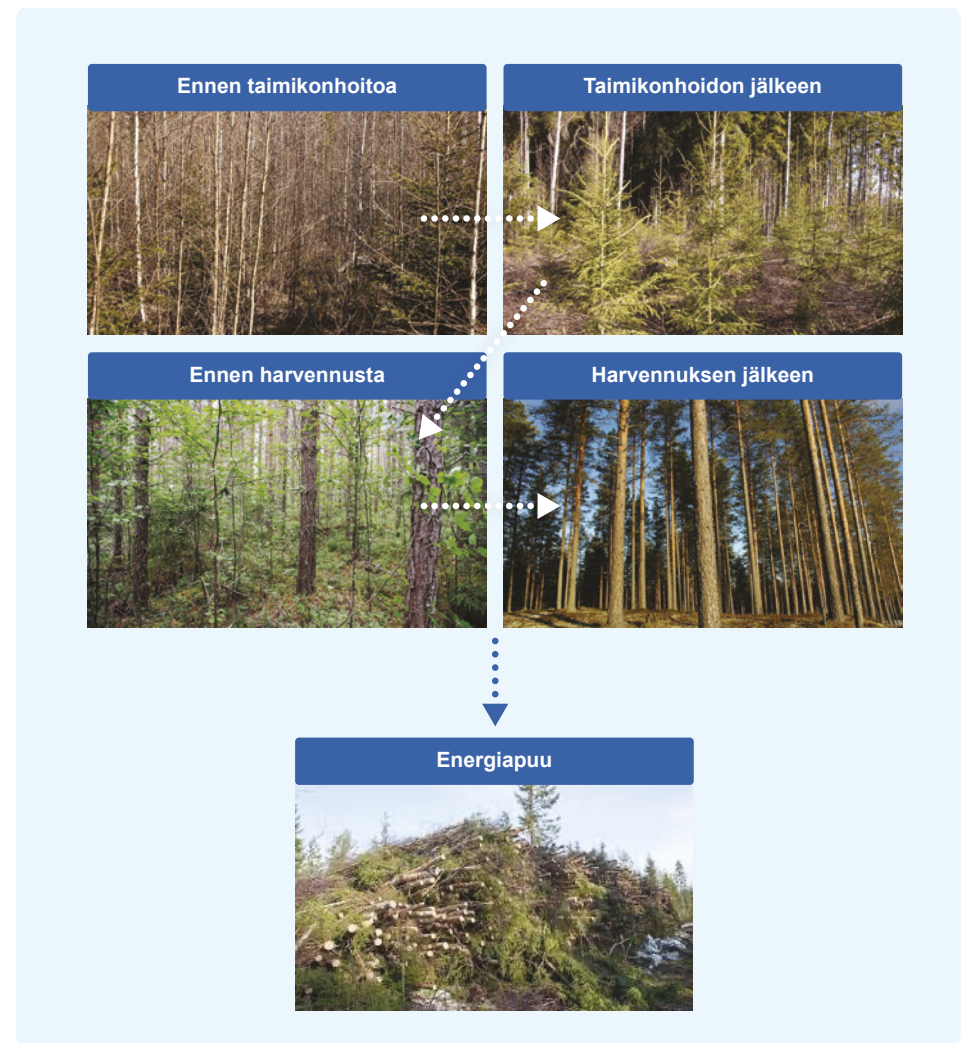 Ennen taimikonhoitoa
Taimikonhoidon jälkeen
Ennen harvennusta
Harvennuksen jälkeen
Energiapuu